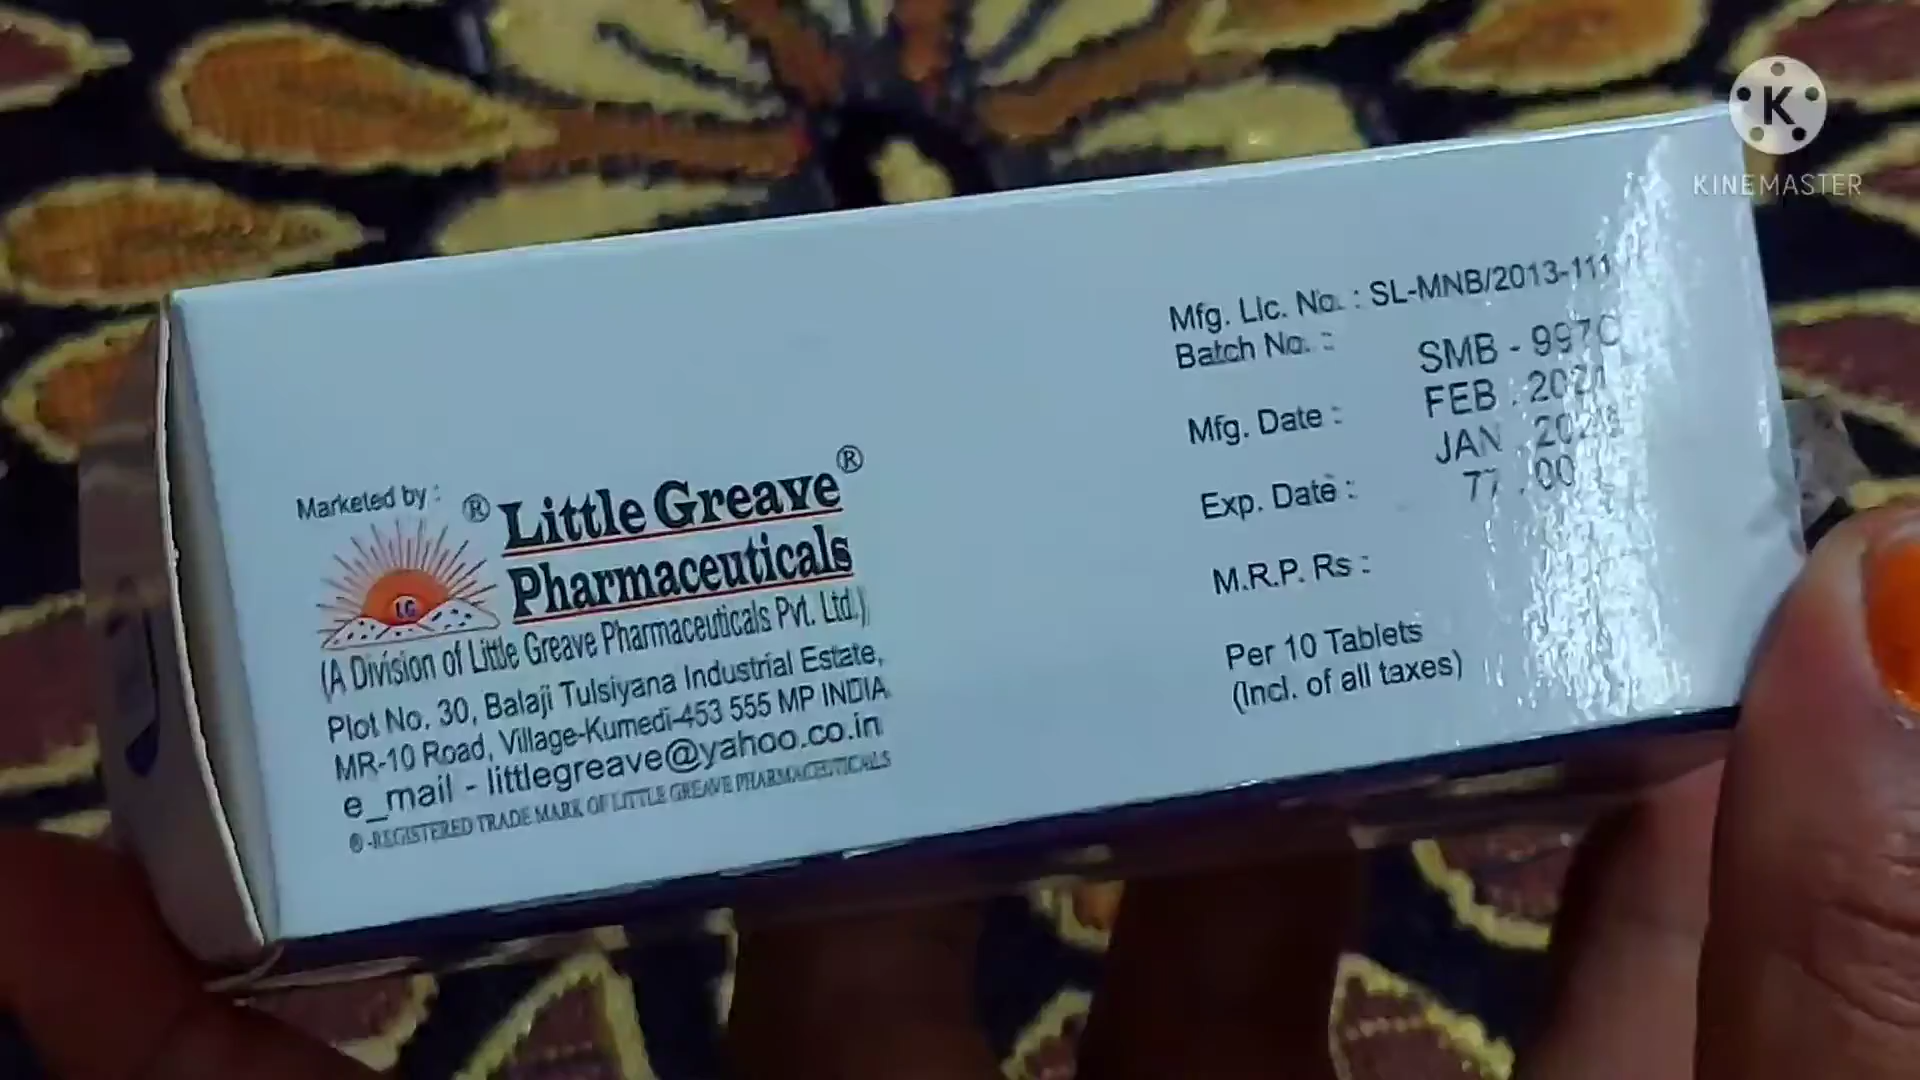 KINEMASTER
Marketed by :
® Little Greave ®
Pharmaceuticals
LG
(A Division of Little Greave Pharmaceuticals Pvt. Ltd.)
Plot No. 30, Balaji Tulsiyana Industrial Estate,
MR-10 Road, Village-Kumedi-453 555 MP INDIA
e_mail - littlegreave@yahoo.co.in
® -REGISTERED TRADE MARK OF LITTLE GREAVE PHARMACEUTICALS
Mfg. Lic. No. : SL-MNB/2013-111
Batch No. : SMB -
Mfg. Date : FEB .
Exp. Date : JAN .
M.R.P. Rs : 77 . 00
Per 10 Tablets
(Incl. of all taxes)